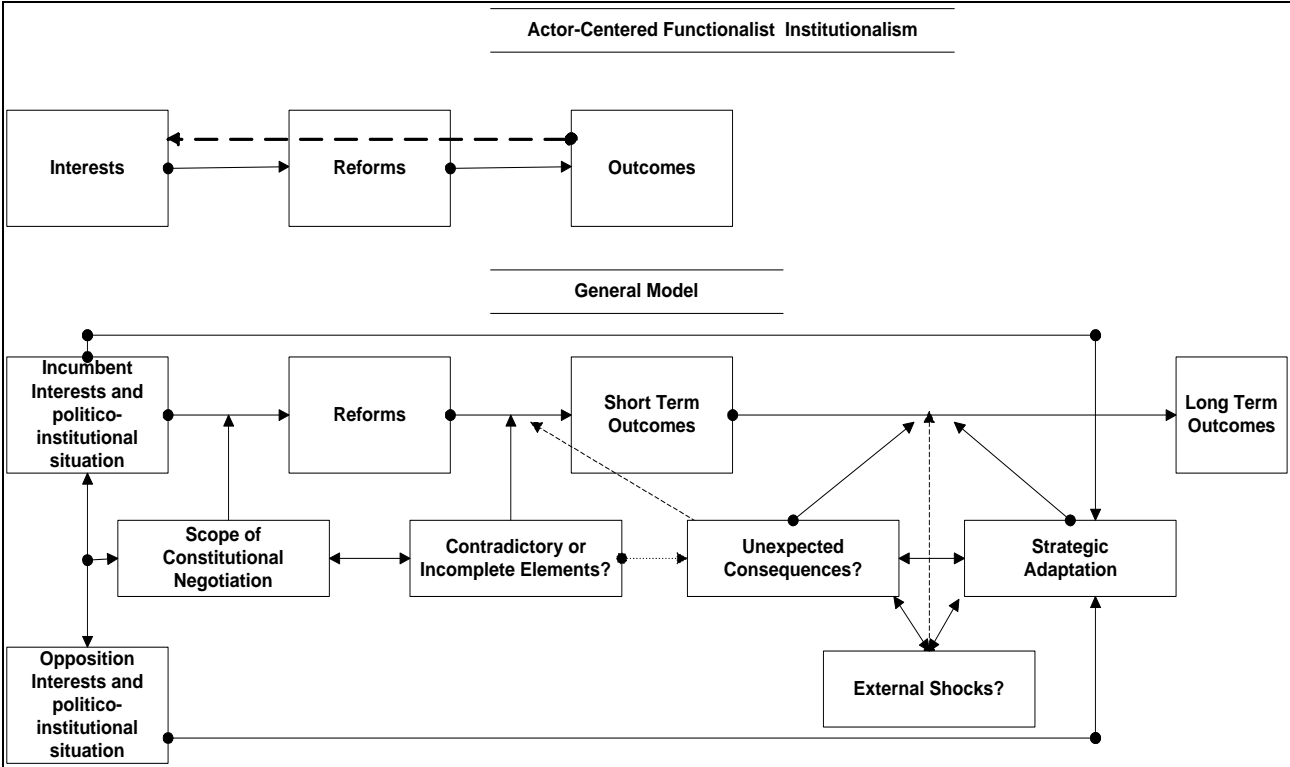 Actor-Centered Functionalist Institutionalism
Interests
Reforms
Outcomes
General Model
Incumbent
Interests and
politico-
institutional
situation
Reforms
Short Term
Outcomes
Long Term
Outcomes
Scope of
Constitutional
Negotiation
Contradictory or
Incomplete Elements?
Unexpected
Consequences?
Strategic
Adaptation
Opposition
Interests and
politico-
institutional
situation
External Shocks?